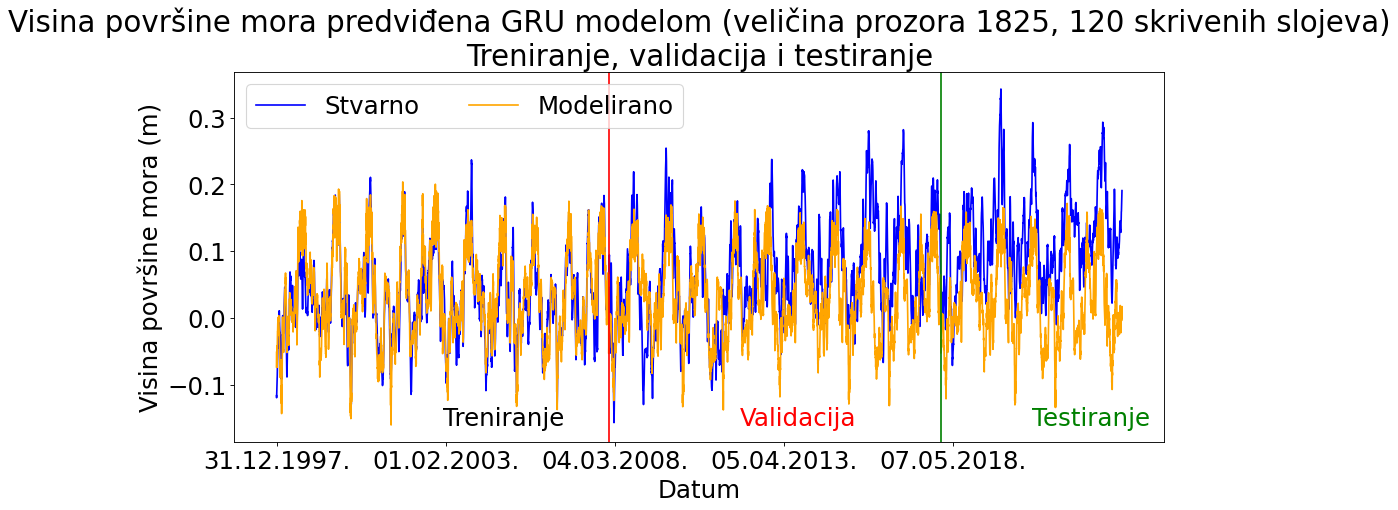 Visina površine mora predviđena GRU modelom (veličina prozora 1825, 120 skrivenih slojeva)
Treniranje, validacija i testiranje
Stvarno
Modelirano
Visina površine mora (m)
0.3
0.2
0.1
0.0
−0.1
Treniranje
Validacija
Testiranje
31.12.1997.
01.02.2003.
04.03.2008.
05.04.2013.
07.05.2018.
Datum